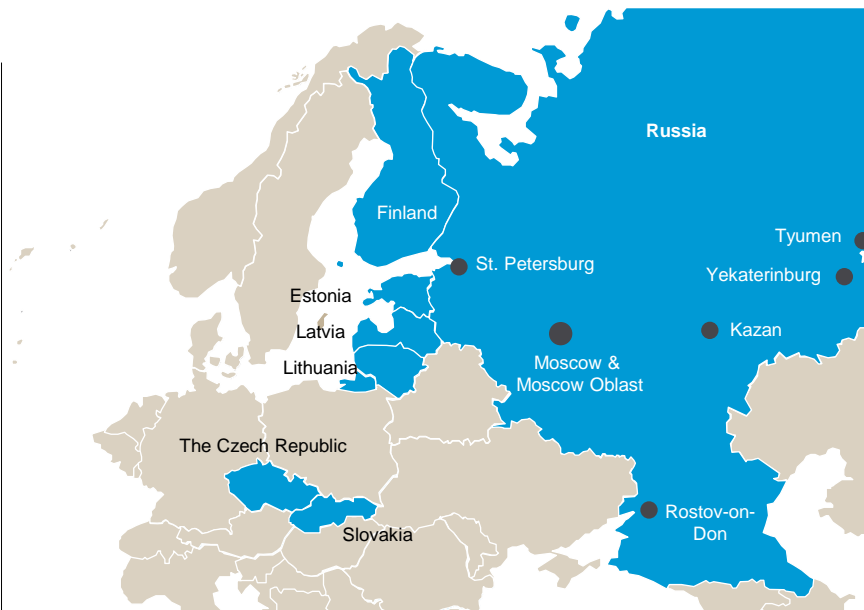 Russia
Finland
Tyumen
St. Petersburg
Yekaterinburg
Estonia
Latvia
Kazan
Lithuania
Moscow &
Moscow Oblast
The Czech Republic
Rostov-on-
Don
Slovakia